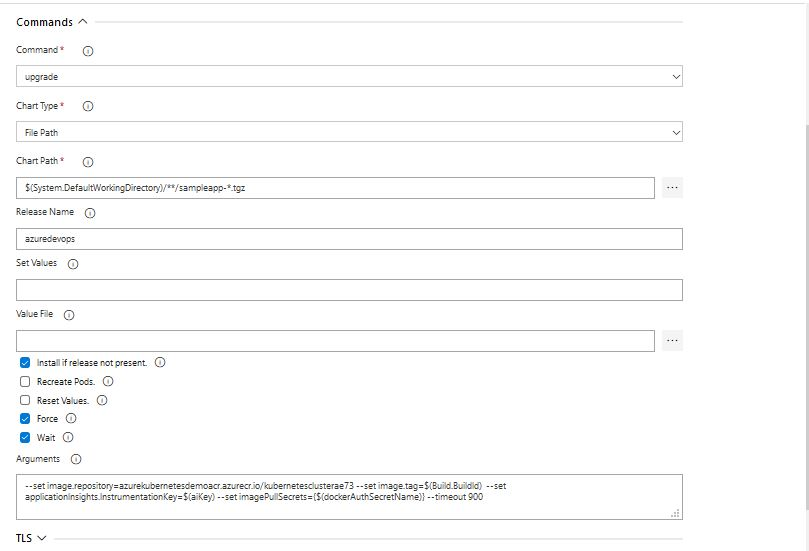 Commands
Command *
upgrade
Chart Type *
File Path
Chart Path *
$(System.DefaultWorkingDirectory)/**/sampleapp-*.tgz
...
Release Name
azuredevops
Set Values
Value File
...
Install if release not present.
Recreate Pods.
Reset Values.
Force
Wait
Arguments
--set image.repository=azurekubernetesdemoacr.azurecr.io/kubernetesclusterae73 --set image.tag=$(Build.BuildId) --set
applicationInsights.InstrumentationKey=$(aiKey) --set imagePullSecrets={$(dockerAuthSecretName)} --timeout 900
TLS